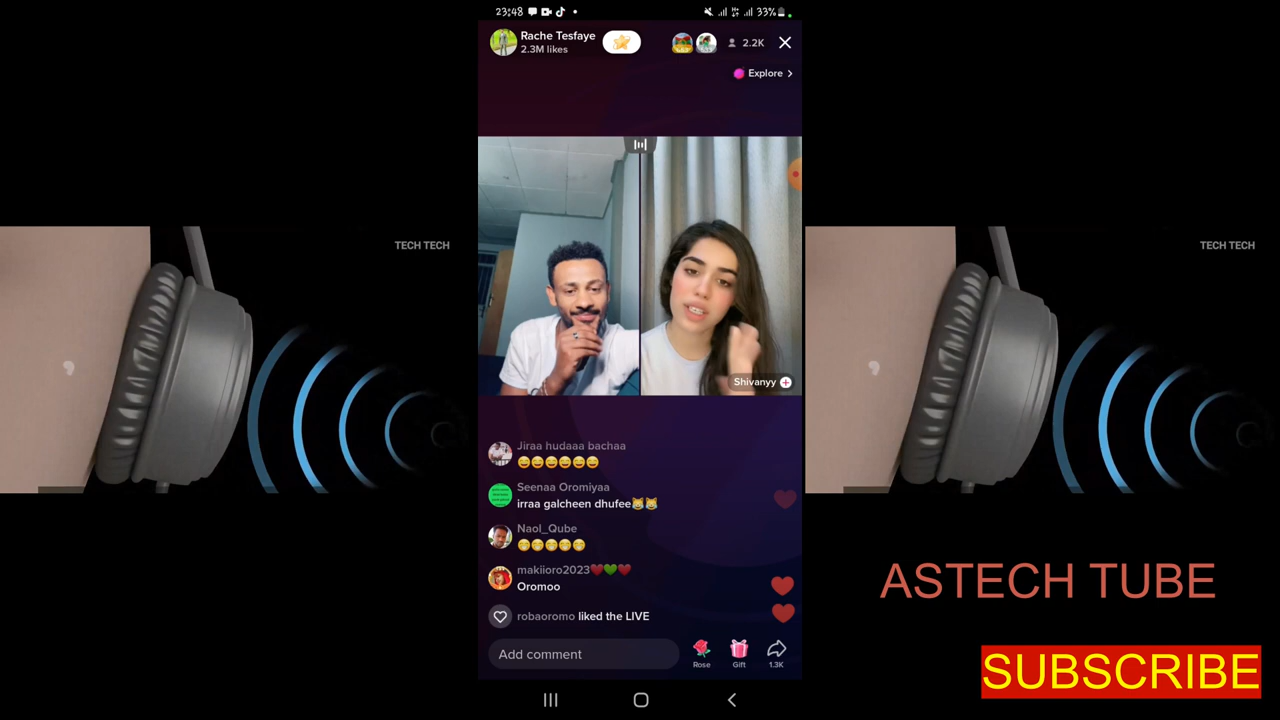 23:48
33%
Rache Tesfaye
2.3M likes
2.2K
Explore
TECH TECH
TECH TECH
Shivanyy
Jiraa hudaaa bachaa
😄😄😄😄😄😄
Seenaa Oromiyaa
irraa galcheen dhufee😹😹
Naol_Qube
😁😁😁😁😁
makiioro2023❤️💚❤️
Oromoo
robaoromo liked the LIVE
Add comment
Rose
Gift
1.3K
ASTECH TUBE
SUBSCRIBE